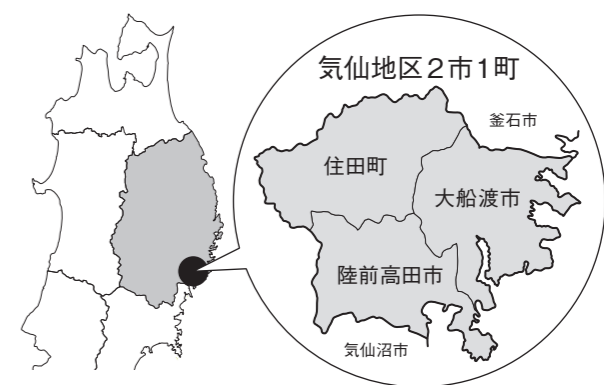 気仙地区2市1町
釜石市
住田町
大船渡市
陸前高田市
気仙沼市